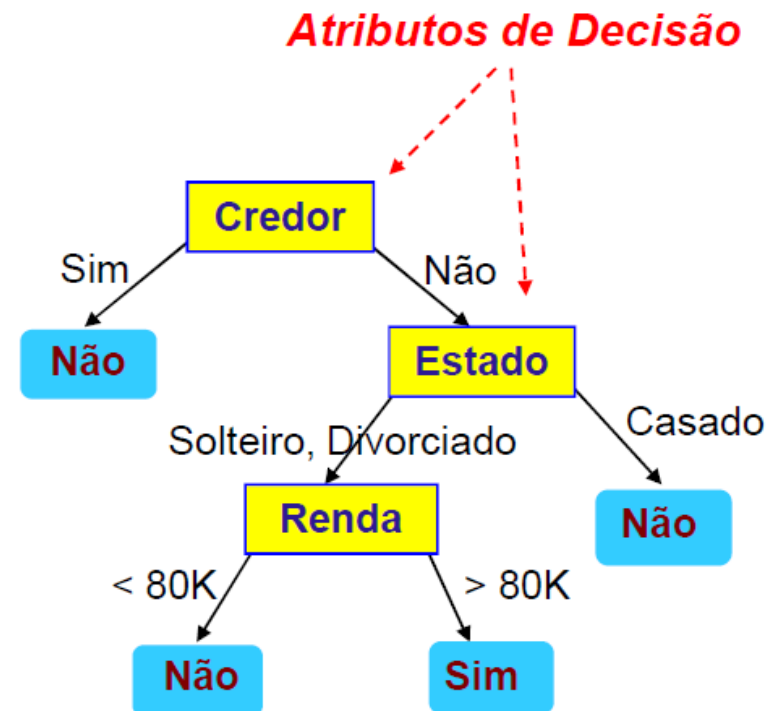 Atributos de Decisão
Credor
Sim
Não
Não
Estado
Solteiro, Divorciado
Casado
Renda
Não
< 80K
> 80K
Não
Sim